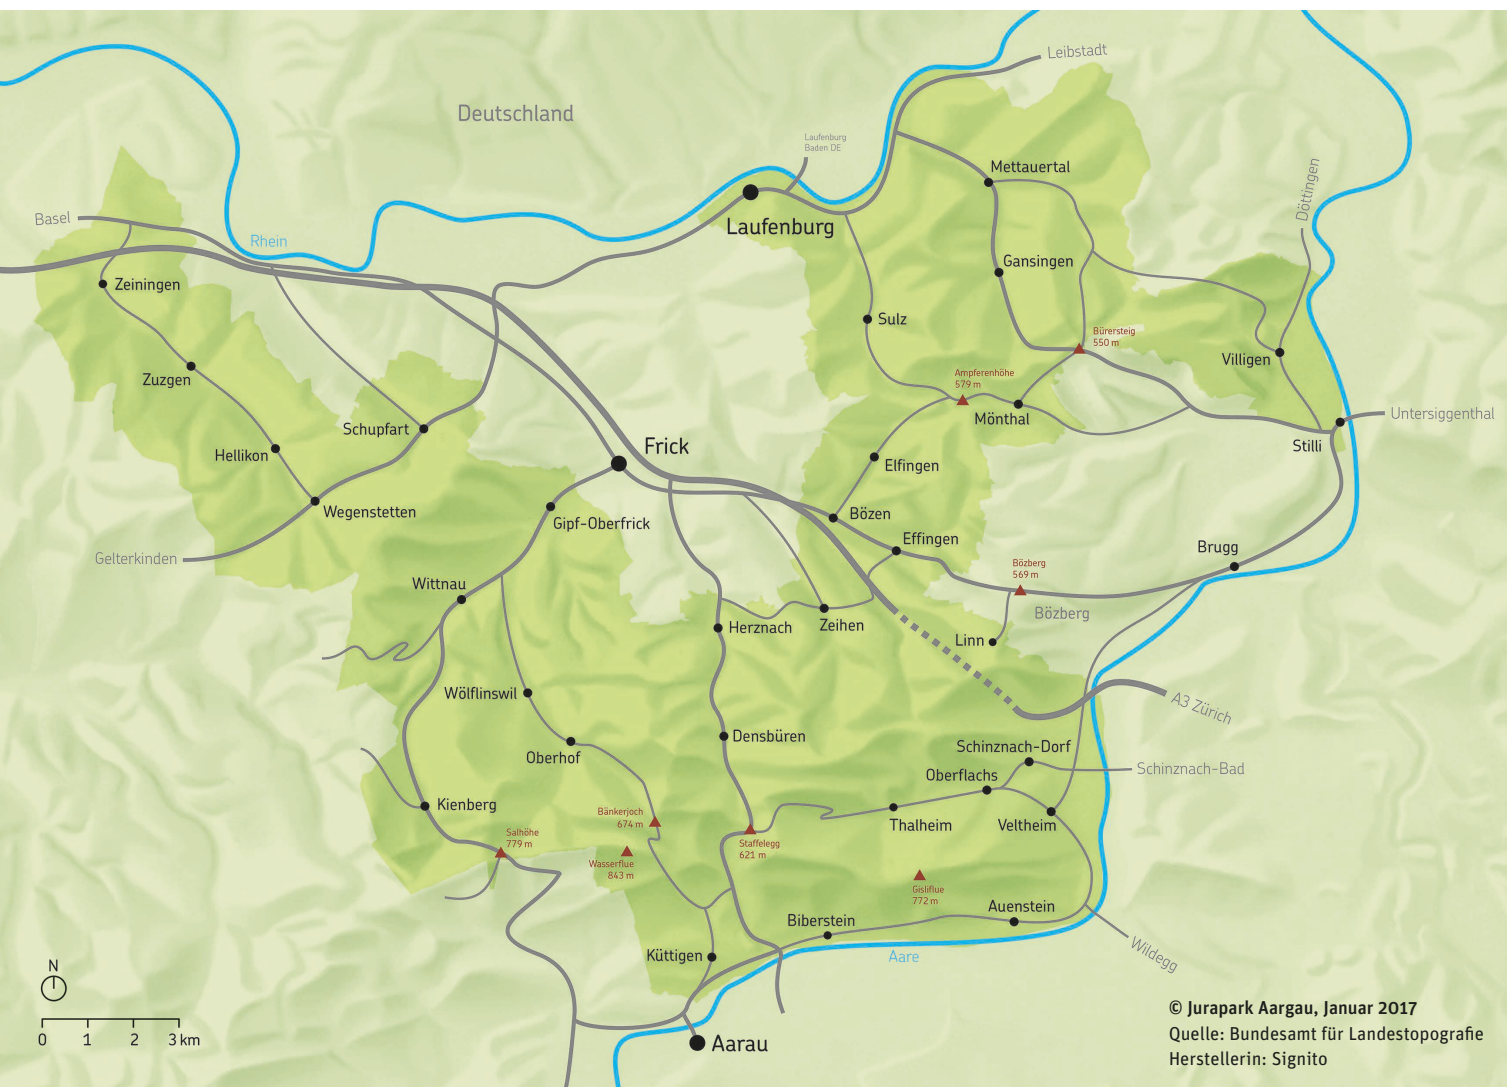 Leibstadt
Deutschland
Laufenburg
Baden DE
Mettauertal
Döttingen
Basel
Laufenburg
Rhein
Gansingen
Zeiningen
Sulz
Bürersteig
550 m
Villigen
Ampferenhöhe
579 m
Zuzgen
Mönthal
Untersiggenthal
Schupfart
Stilli
Frick
Hellikon
Elfingen
Wegenstetten
Bözen
Gipf-Oberfrick
Effingen
Brugg
Gelterkinden
Bözberg
569 m
Wittnau
Bözberg
Herznach
Zeihen
Linn
Wölflinswil
A3 Zürich
Densbüren
Schinznach-Dorf
Oberhof
Schinznach-Bad
Oberflachs
Kienberg
Bänkerjoch
674 m
Thalheim
Veltheim
Salhöhe
779 m
Staffelegg
621 m
Wasserflue
843 m
Gisliflue
772 m
Auenstein
Biberstein
Küttigen
Aare
Wildegg
N
0 1 2 3 km
Aarau
© Jurapark Aargau, Januar 2017
Quelle: Bundesamt für Landestopografie
Herstellerin: Signito